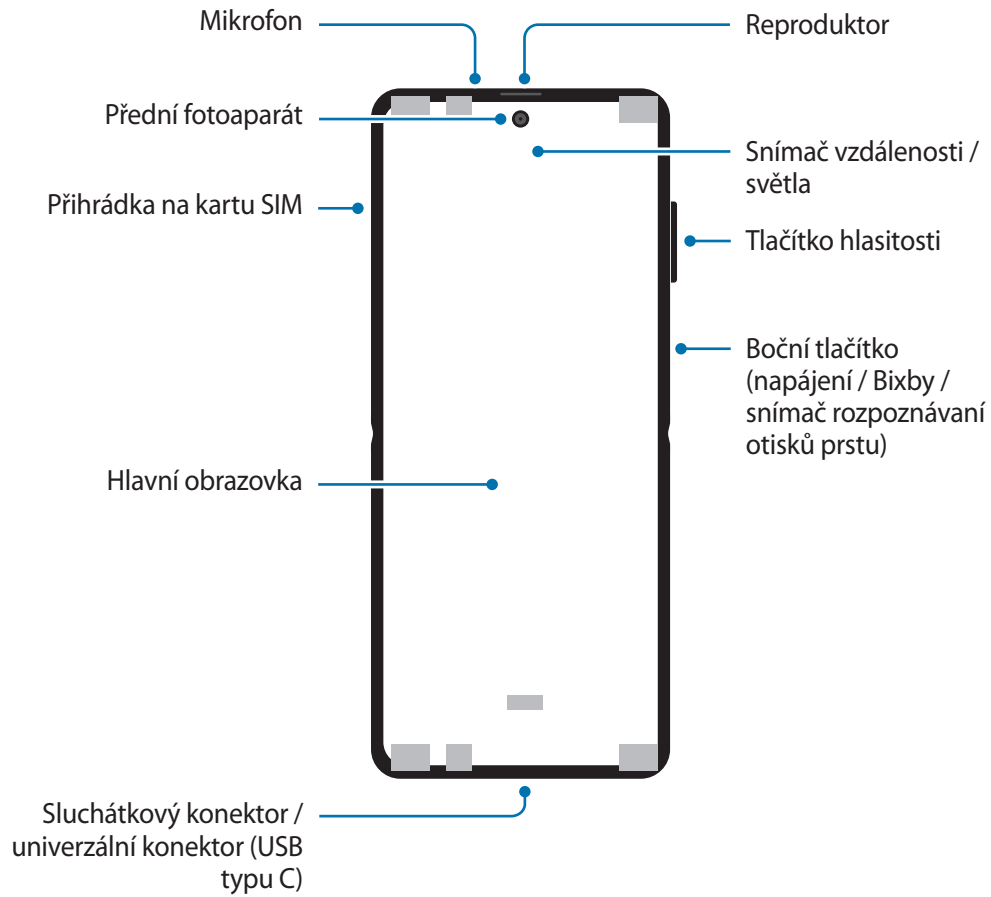 Mikrofon
Reproduktor
Přední fotoaparát
Snímač vzdálenosti /
světla
Přihrádka na kartu SIM
Tlačítko hlasitosti
Boční tlačítko
(napájení / Bixby /
snímač rozpoznávaní
otisků prstu)
Hlavní obrazovka
Sluchátkový konektor /
univerzální konektor (USB
typu C)